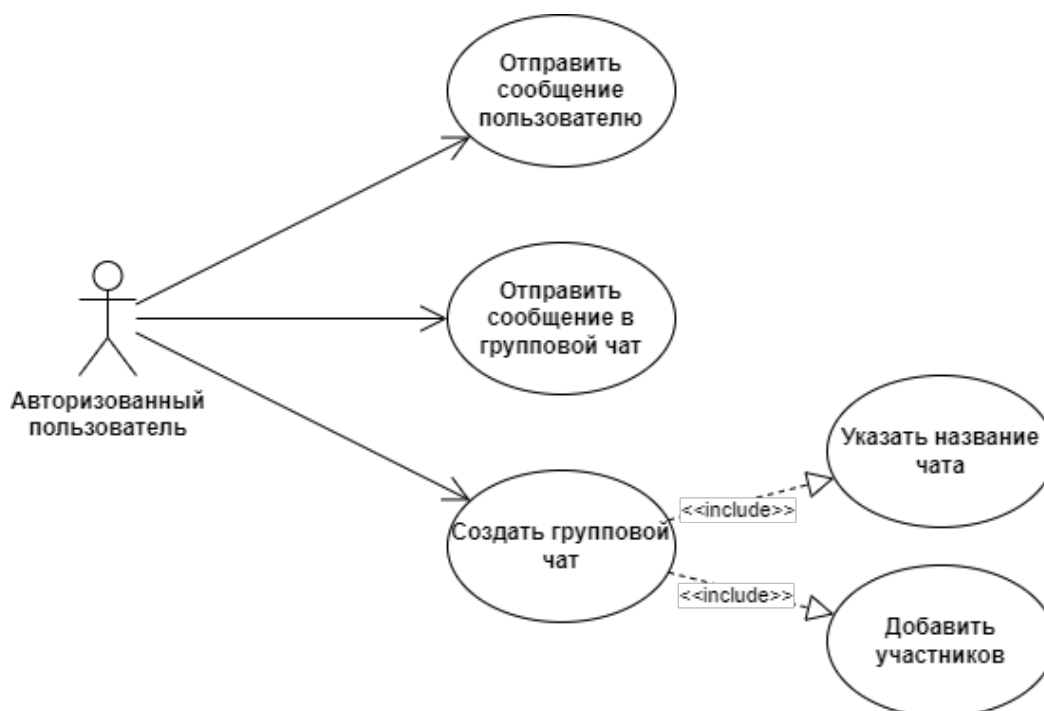 Отправить
сообщение
пользователю
Отправить
сообщение в
групповой чат
Авторизованный
пользователь
Указать название
чата
<<include>>
Создать групповой
чат
<<include>>
Добавить
участников